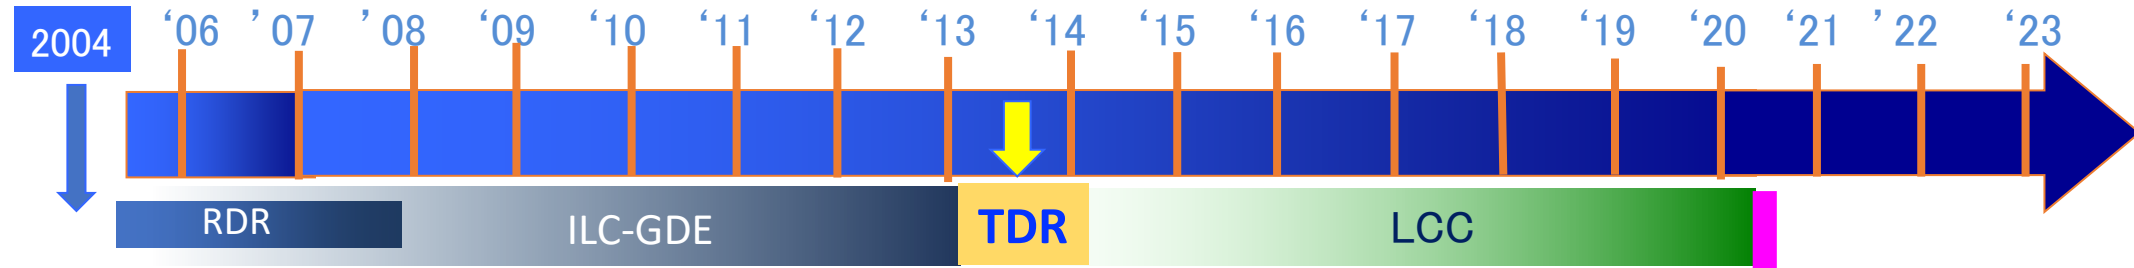 2004 ‘06 ’07 ’08 ‘09 ‘10 ‘11 ‘12 ‘13 ‘14 ‘15 ‘16 ‘17 ‘18 ‘19 ‘20 ‘21 ’22 ‘23
RDR ILC-GDE TDR LCC